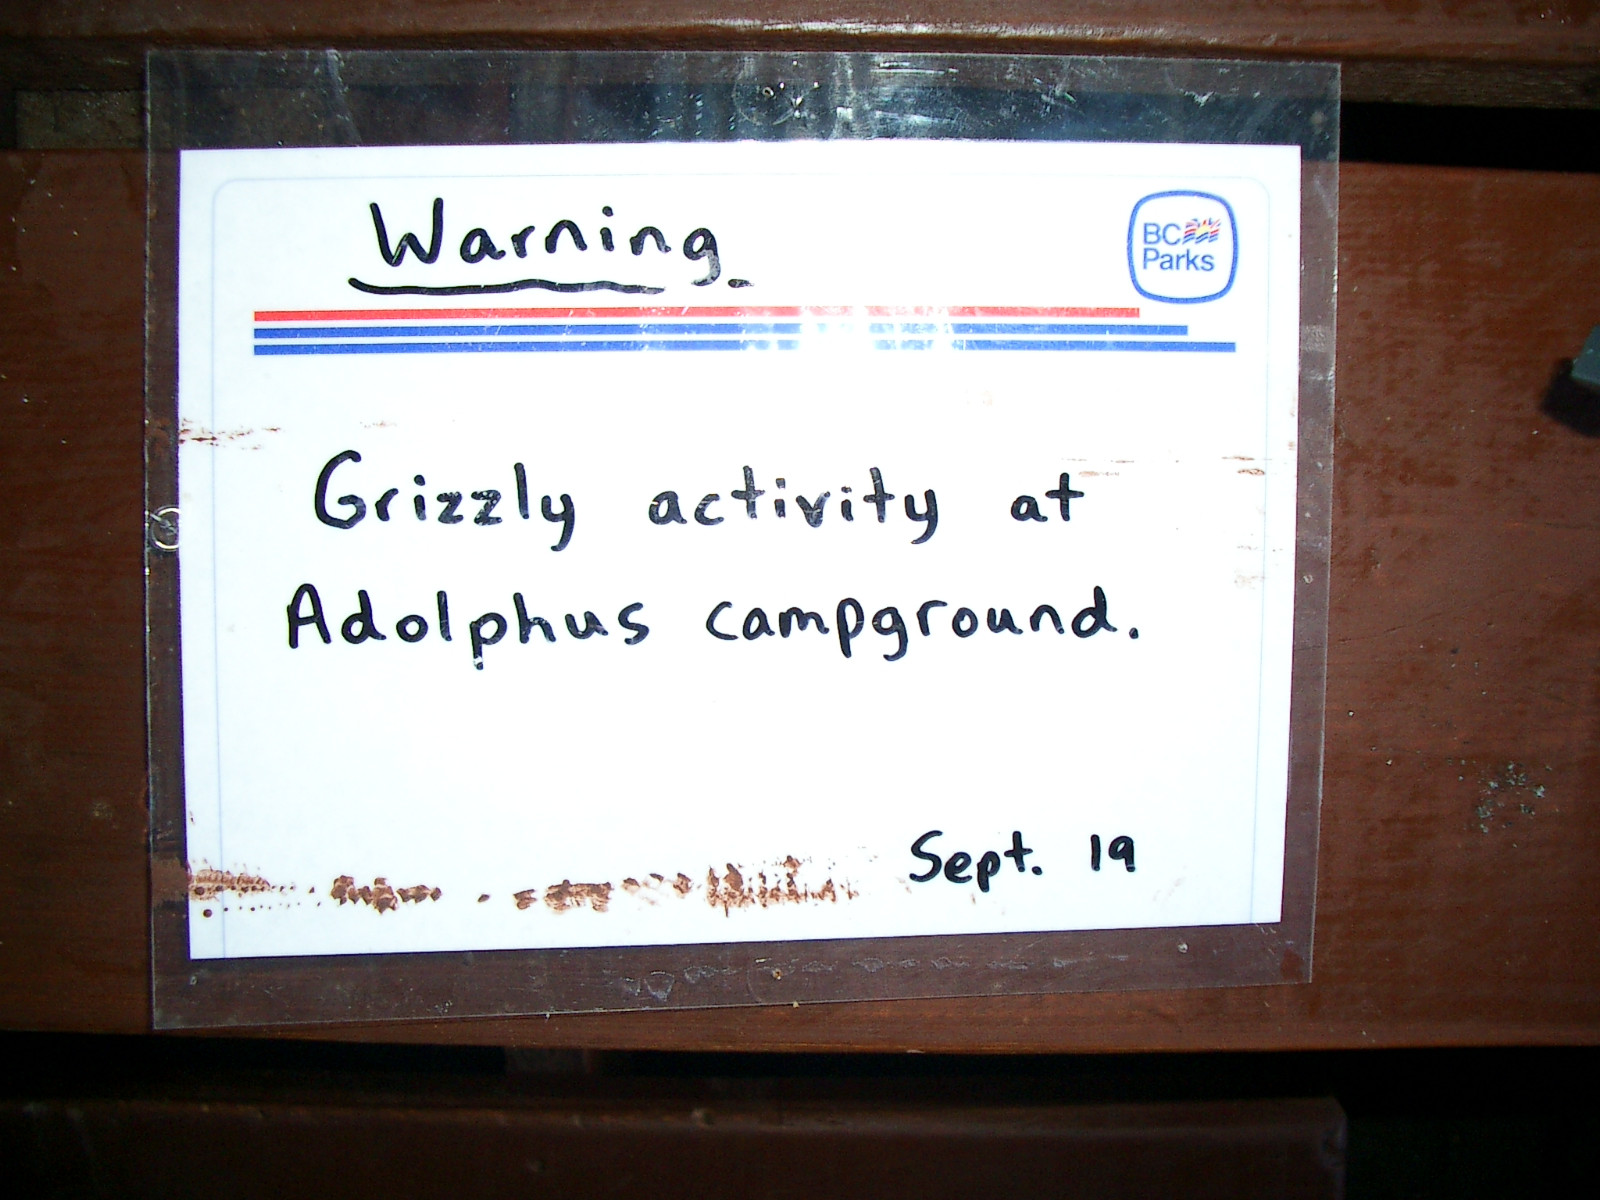 Warning
BC
Parks
Grizzly activity at
Adolphus campground.
Sept. 19